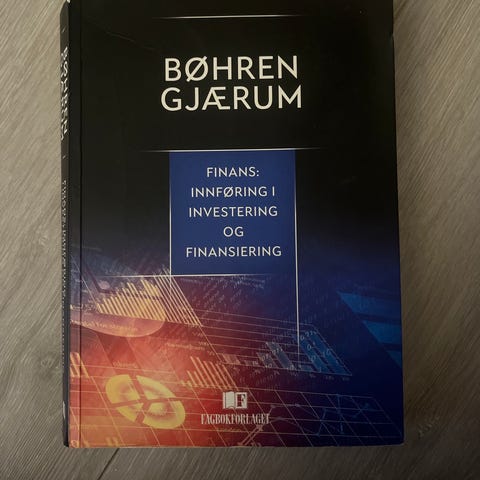 BØHREN
GJÆRUM
FINANS:
INNFØRING I
INVESTERING
OG
FINANSIERING
F
FAGBOKFORLAGET